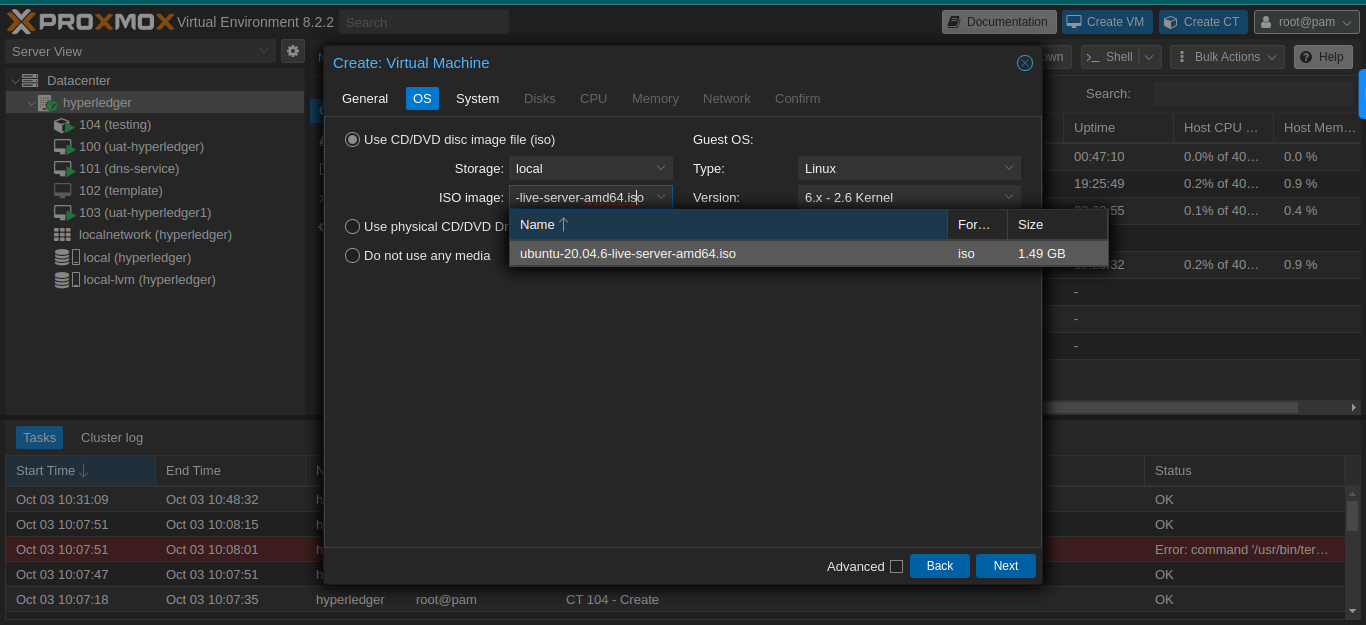 PROXMOX Virtual Environment 8.2.2 Search Documentation Create VM Create CT root@pam
Server View
own Shell Bulk Actions Help
Create: Virtual Machine
Datacenter
hyperledger
104 (testing)
100 (uat-hyperledger)
101 (dns-service)
102 (template)
103 (uat-hyperledger1)
localnetwork (hyperledger)
local (hyperledger)
local-lvm (hyperledger)
General OS System Disks CPU Memory Network Confirm
Use CD/DVD disc image file (iso)
Storage: local
ISO image: -live-server-amd64.iso
Use physical CD/DVD Dr
Do not use any media
Guest OS:
Type: Linux
Version: 6.x - 2.6 Kernel
Name For… Size
ubuntu-20.04.6-live-server-amd64.iso iso 1.49 GB
Advanced Back Next
Search:
Uptime Host CPU … Host Mem…
00:47:10 0.0% of 40… 0.0 %
19:25:49 0.2% of 40… 0.9 %
0.1% of 40… 0.4 %
0.2% of 40… 0.9 %
-
-
-
Tasks Cluster log
Start Time End Time Status
Oct 03 10:31:09 Oct 03 10:48:32 OK
Oct 03 10:07:51 Oct 03 10:08:15 OK
Oct 03 10:07:51 Oct 03 10:08:01 Error: command '/usr/bin/ter…
Oct 03 10:07:47 Oct 03 10:07:51 OK
Oct 03 10:07:18 Oct 03 10:07:35 hyperledger root@pam CT 104 - Create OK